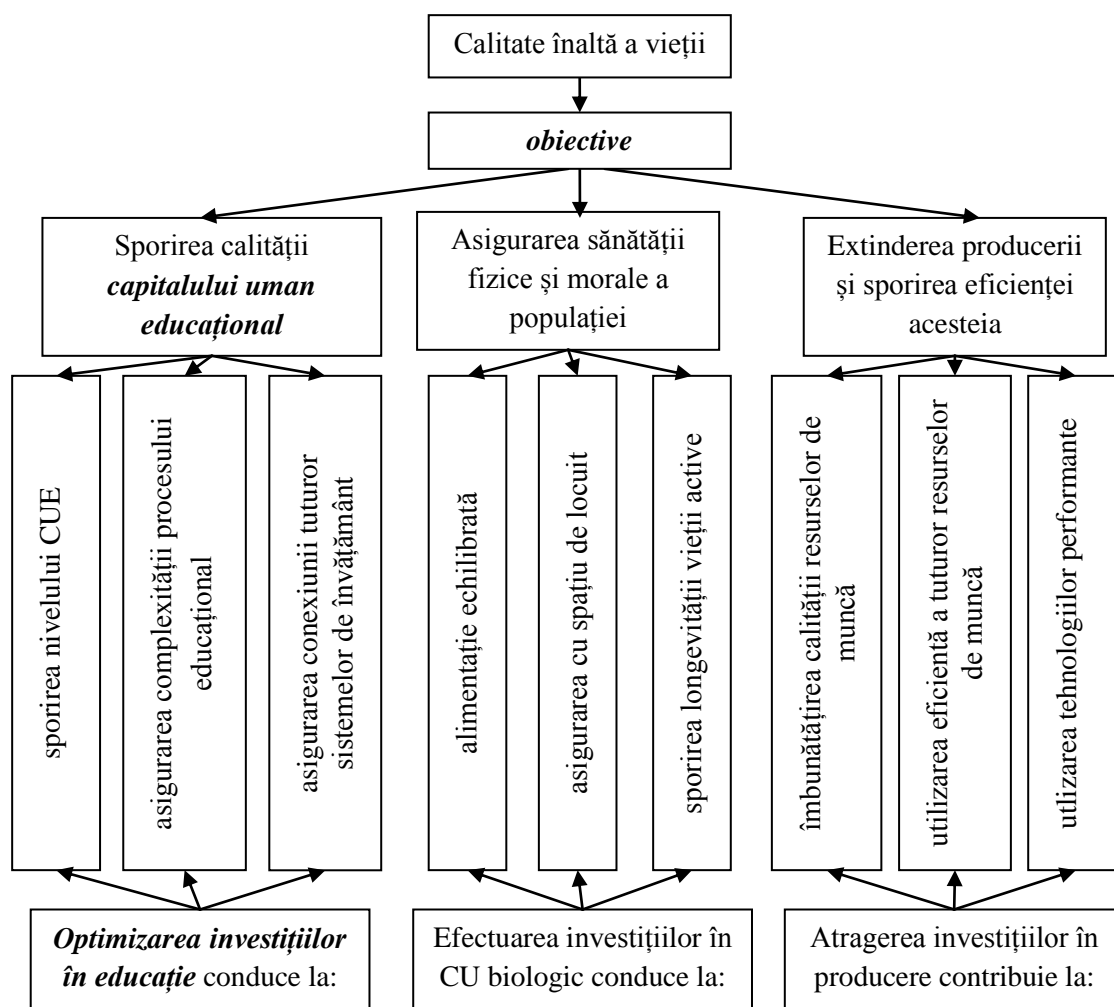 Calitate înaltă a vieții
obiective
Sporirea calității
capitalului uman
educațional
Asigurarea sănătății
fizice și morale a
populației
Extinderea producerii
și sporirea eficienței
acesteia
sporirea nivelului CUE
asigurarea complexității procesului
educațional
asigurarea conexiunii tuturor
sistemelor de învățământ
alimentație echilibrată
asigurarea cu spațiu de locuit
sporirea longevității vieții active
îmbunătățirea calității resurselor de
muncă
utilizarea eficientă a tuturor resurselor
de muncă
utlizarea tehnologiilor performante
Optimizarea investițiilor
în educație conduce la:
Efectuarea investițiilor în
CU biologic conduce la:
Atragerea investițiilor în
producere contribuie la: